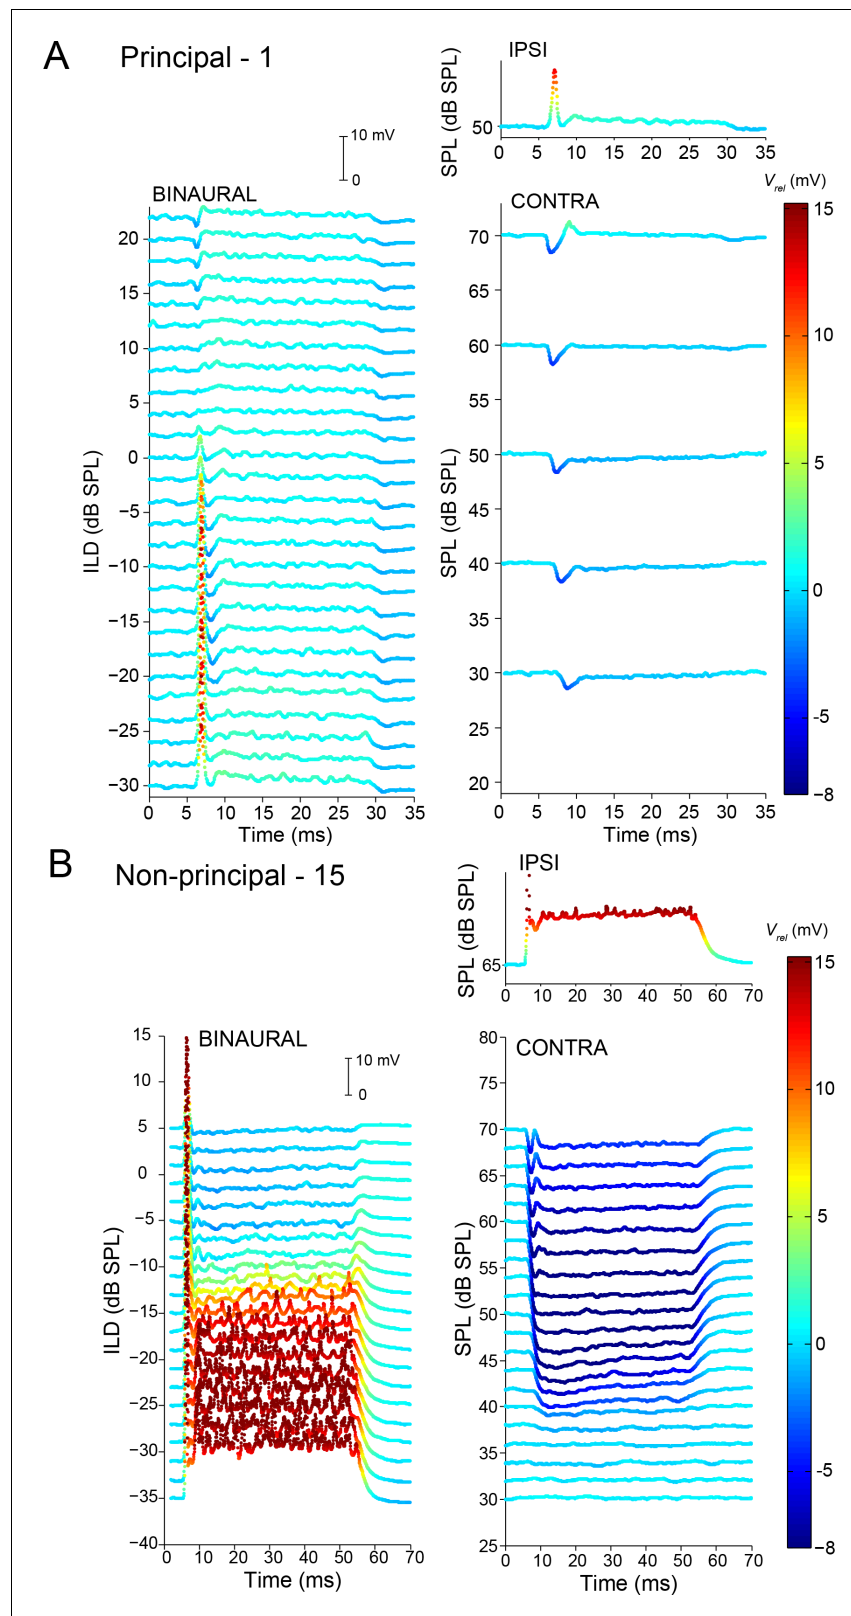 A
Principal - 1
IPSI
SPL (dB SPL)
50
0 5 10 15 20 25 30 35
10 mV
0
BINAURAL
ILD (dB SPL)
20
15
10
5
0
−5
−10
−15
−20
−25
−30
0 5 10 15 20 25 30 35
Time (ms)
CONTRA
SPL (dB SPL)
70
65
60
55
50
45
40
35
30
25
20
0 5 10 15 20 25 30 35
Time (ms)
Vrel (mV)
15
10
5
0
-5
−8
B
Non-principal - 15
IPSI
SPL (dB SPL)
65
0 10 20 30 40 50 60 70
BINAURAL
10 mV
0
ILD (dB SPL)
15
10
5
0
−5
−10
−15
−20
−25
−30
−35
−40
0 10 20 30 40 50 60 70
Time (ms)
CONTRA
SPL (dB SPL)
80
75
70
65
60
55
50
45
40
35
30
25
0 10 20 30 40 50 60 70
Time (ms)
Vrel (mV)
15
10
5
0
-5
−8